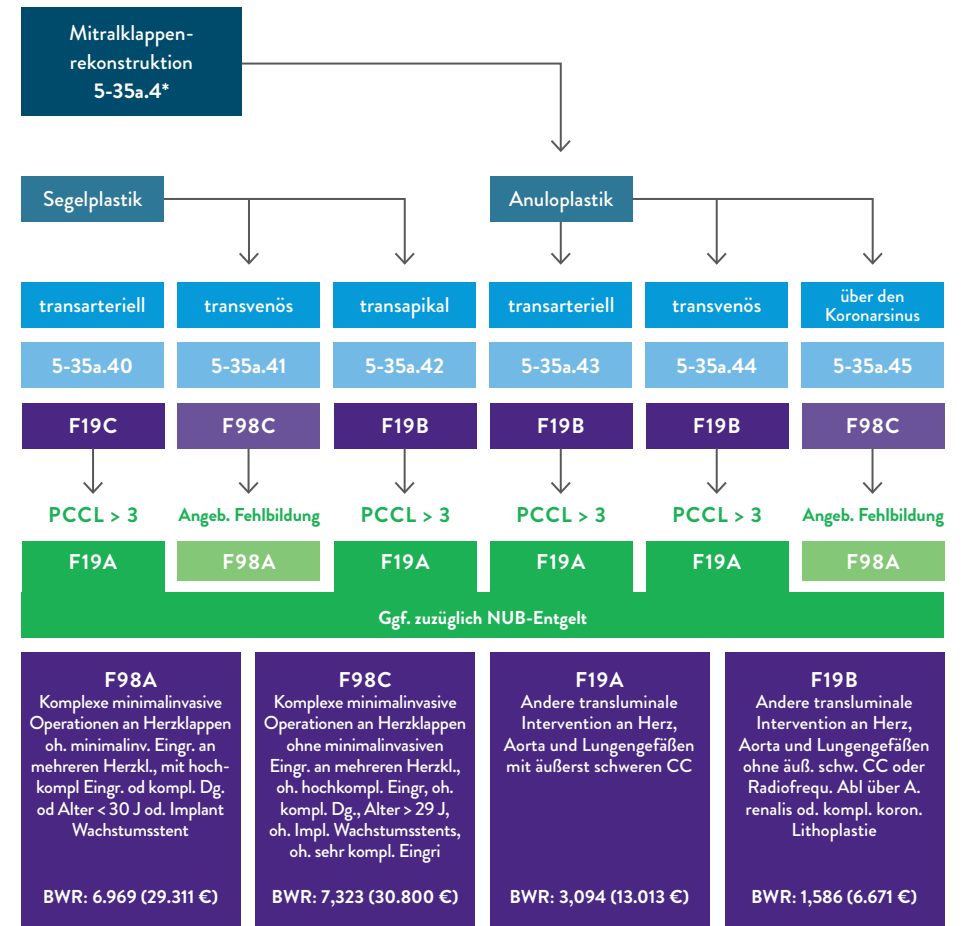 Mitralklappen-
rekonstruktion
5-35a.4*
Segelplastik
Anuloplastik
transarteriell
transvenös
transapikal
transarteriell
transvenös
über den
Koronarsinus
5-35a.40
5-35a.41
5-35a.42
5-35a.43
5-35a.44
5-35a.45
F19C
F98C
F19B
F19B
F19B
F98C
PCCL > 3
Angeb. Fehlbildung
PCCL > 3
PCCL > 3
PCCL > 3
Angeb. Fehlbildung
F19A
F98A
F19A
F19A
F19A
F98A
Ggf. zuzüglich NUB-Entgelt
F98A
Komplexe minimalinvasive
Operationen an Herzklappen
oh. minimalinv. Eingr. an
mehreren Herzkl., mit hoch-
kompl Eingr. od kompl. Dg.
od Alter < 30 J od. Implant
Wachstumsstent
BWR: 6.969 (29.311 €)
F98C
Komplexe minimalinvasive
Operationen an Herzklappen
ohne minimalinvasiven
Eingr. an mehreren Herzkl.,
oh. hochkompl. Eingr, oh.
kompl. Dg., Alter > 29 J,
oh. Impl. Wachstumsstents,
oh. sehr kompl. Eingri
BWR: 7,323 (30.800 €)
F19A
Andere transluminale
Intervention an Herz,
Aorta und Lungengefäßen
mit äußerst schweren CC
BWR: 3,094 (13.013 €)
F19B
Andere transluminale
Intervention an Herz,
Aorta und Lungengefäßen
ohne äuß. schw. CC oder
Radiofrequ. Abl über A.
renalis od. kompl. koron.
Lithoplastie
BWR: 1,586 (6.671 €)